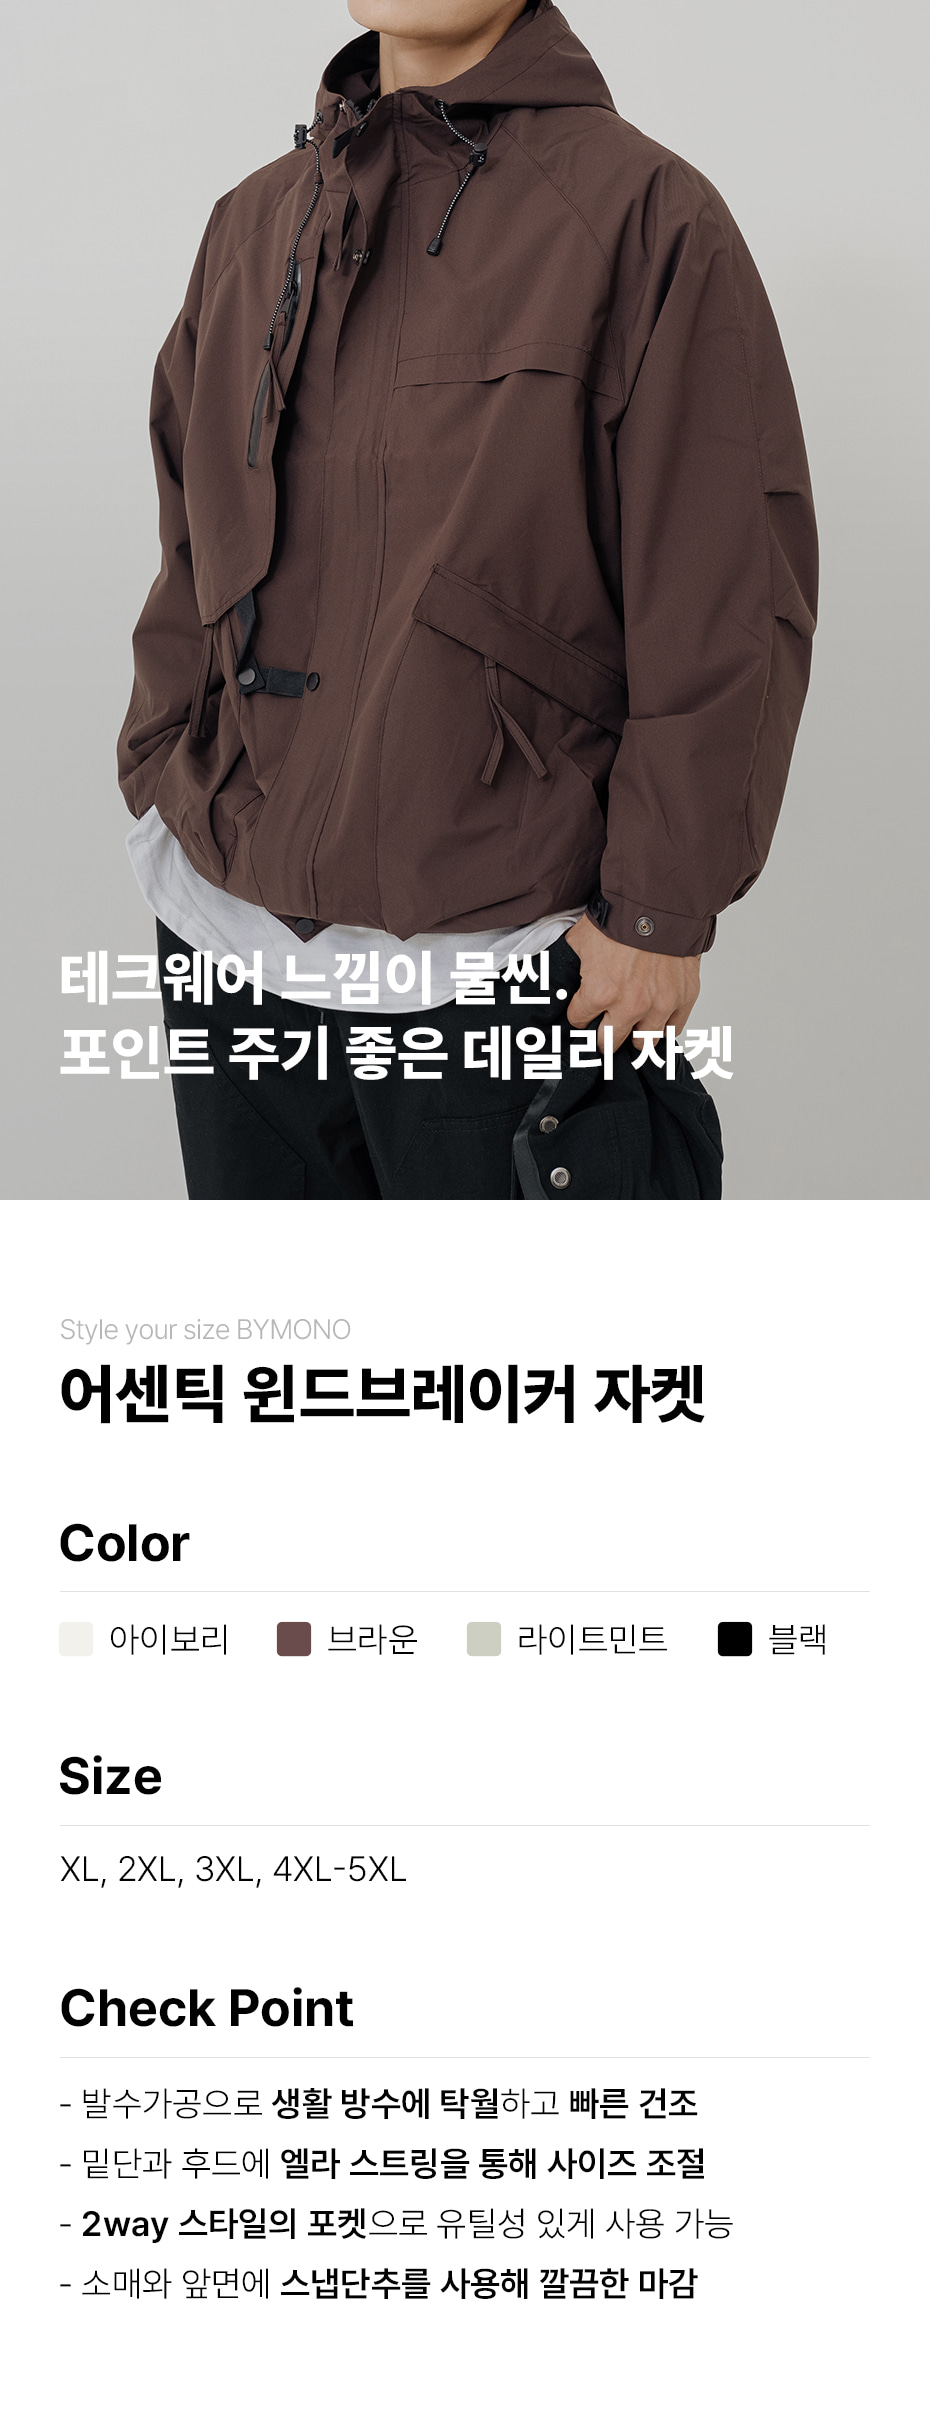 테크웨어 느낌이 물씬.
포인트 주기 좋은 데일리 자켓
Style your size BYMONO
어센틱 윈드브레이커 자켓
Color
아이보리 브라운 라이트민트 블랙
Size
XL, 2XL, 3XL, 4XL-5XL
Check Point
- 발수가공으로 생활 방수에 탁월하고 빠른 건조
- 밑단과 후드에 엘라 스트링을 통해 사이즈 조절
- 2way 스타일의 포켓으로 유틸성 있게 사용 가능
- 소매와 앞면에 스냅단추를 사용해 깔끔한 마감